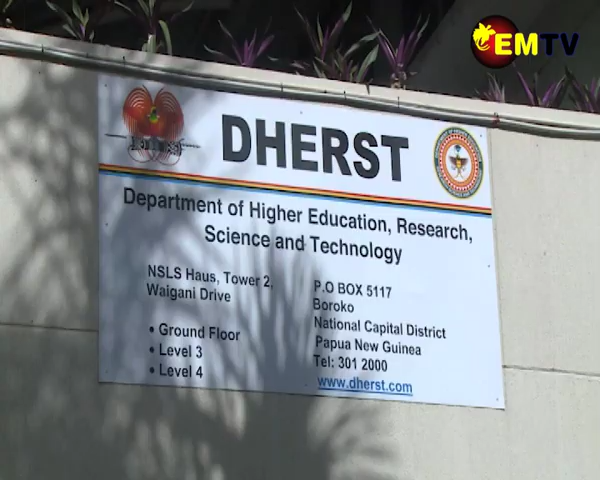 EMTV
DHERST
Department of Higher Education, Research,
Science and Technology
NSLS Haus, Tower 2,
Waigani Drive
• Ground Floor
• Level 3
• Level 4
P.O BOX 5117
Boroko
National Capital District
Papua New Guinea
Tel: 301 2000
www.dherst.com